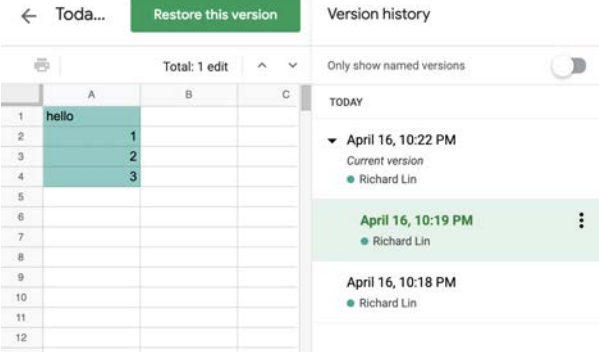 Toda...
Restore this version
Version history
Total: 1 edit
Only show named versions
A B C
TODAY
1 hello
2 1
3 2
4 3
5
6
7
8
9
10
11
12
April 16, 10:22 PM
Current version
Richard Lin
April 16, 10:19 PM
Richard Lin
April 16, 10:18 PM
Richard Lin